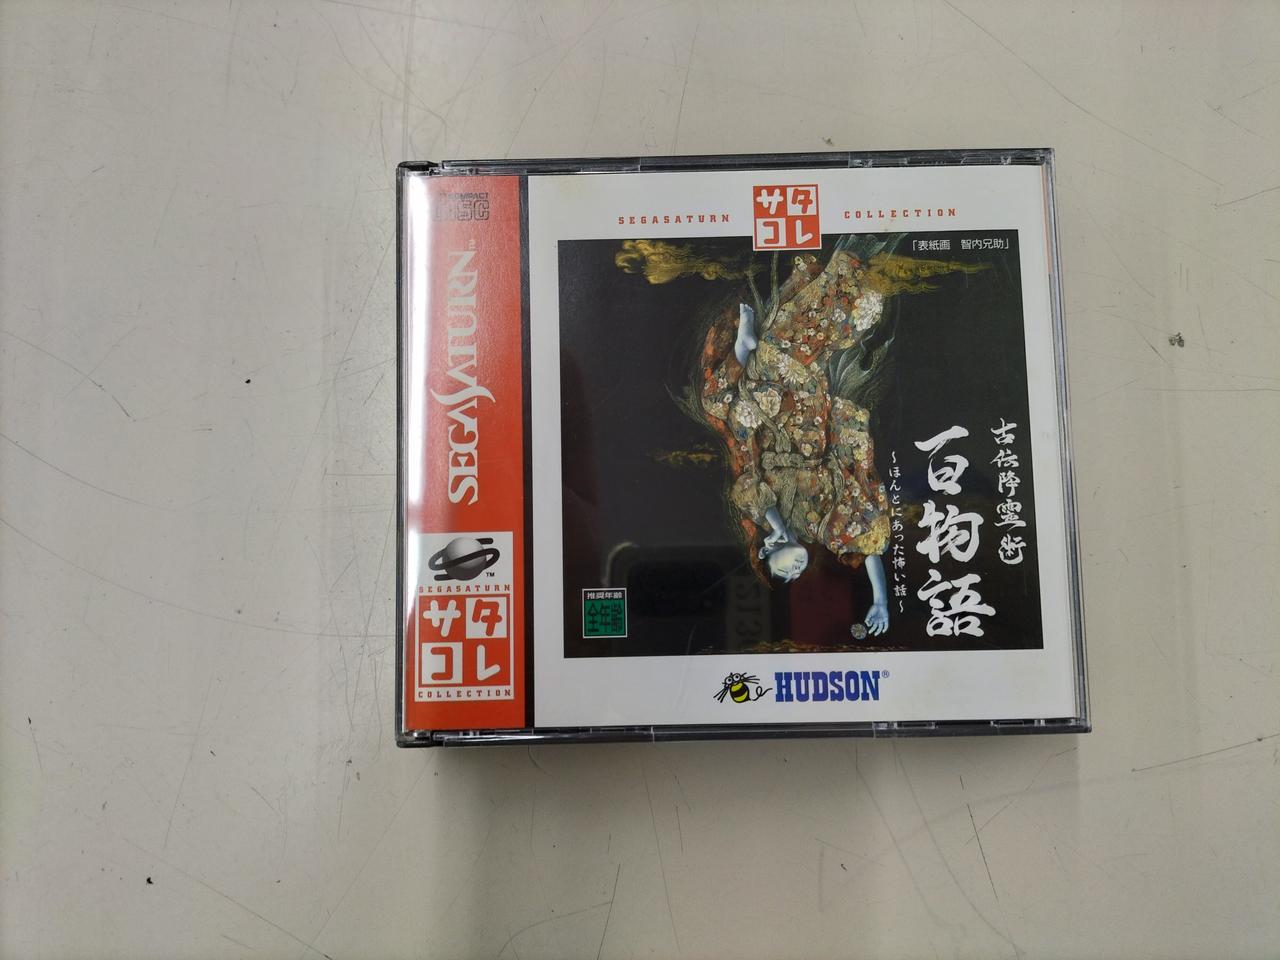 COMPACT
DISC
SEGASATURN
TM
SEGASATURN
サタ
コレ
COLLECTION
SEGASATURN
サタ
コレ
COLLECTION
「表紙画 智内兄助」
古伝降霊術
百物語
~ほんとにあった怖い話~
推奨年齢
全年齢
HUDSON®